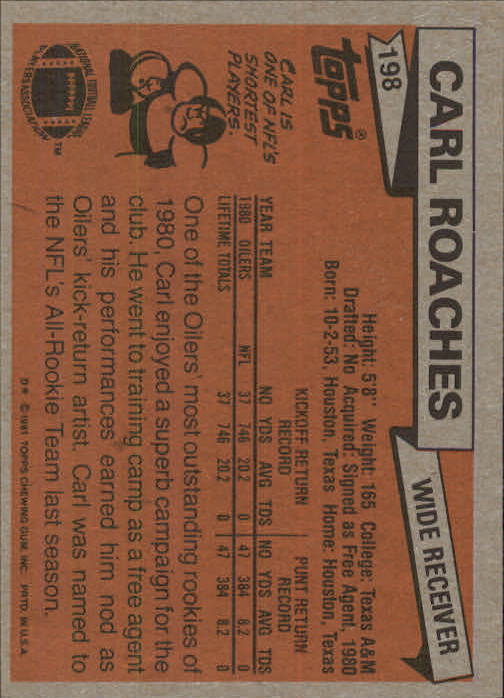 198
CARL ROACHES
WIDE RECEIVER
topps®
Height: 5'8" Weight: 165 College: Texas A&M
Drafted: No Acquired: Signed as Free Agent, 1980
Born: 10-2-53, Houston, Texas Home: Houston, Texas
KICKOFF RETURN RECORD PUNT RETURN RECORD
YEAR TEAM NO YDS AVG TDS NO YDS AVG TDS
1980 OILERS NFL 37 746 20.2 0 47 384 8.2 0
LIFETIME TOTALS 37 746 20.2 0 47 384 8.2 0
CARL IS
ONE OF NFL'S
SHORTEST
PLAYERS.
One of the Oilers' most outstanding rookies of
1980, Carl enjoyed a superb campaign for the
club. He went to training camp as a free agent
and his performances earned him nod as
Oilers' kick-return artist. Carl was named to
the NFL's All-Rookie Team last season.
NATIONAL FOOTBALL LEAGUE
PLAYERS ASSOCIATION
TM
D* © 1981 TOPPS CHEWING GUM, INC. PRTD. IN U.S.A.